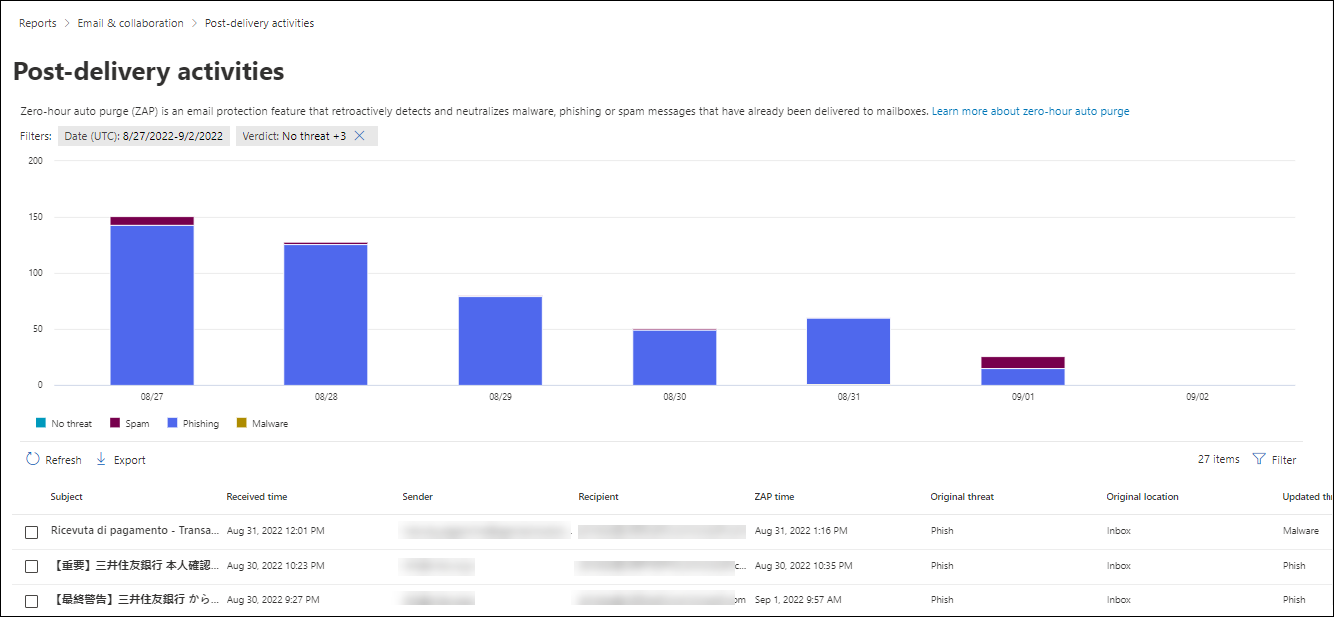 Reports > Email & collaboration > Post-delivery activities
Post-delivery activities
Zero-hour auto purge (ZAP) is an email protection feature that retroactively detects and neutralizes malware, phishing or spam messages that have already been delivered to mailboxes. Learn more about zero-hour auto purge
Filters: Date (UTC): 8/27/2022-9/2/2022 Verdict: No threat +3
200
150
100
50
0
08/27 08/28 08/29 08/30 08/31 09/01 09/02
No threat Spam Phishing Malware
Refresh Export 27 items Filter
Subject Received time Sender Recipient ZAP time Original threat Original location Updated thr
Ricevuta di pagamento - Transa... Aug 31, 2022 12:01 PM Aug 31, 2022 1:16 PM Phish Inbox Malware
【重要】三井住友銀行 本人確認... Aug 30, 2022 10:23 PM c... Aug 30, 2022 10:35 PM Phish Inbox Phish
【最終警告】三井住友銀行 から... Aug 30, 2022 9:27 PM om Sep 1, 2022 9:57 AM Phish Inbox Phish